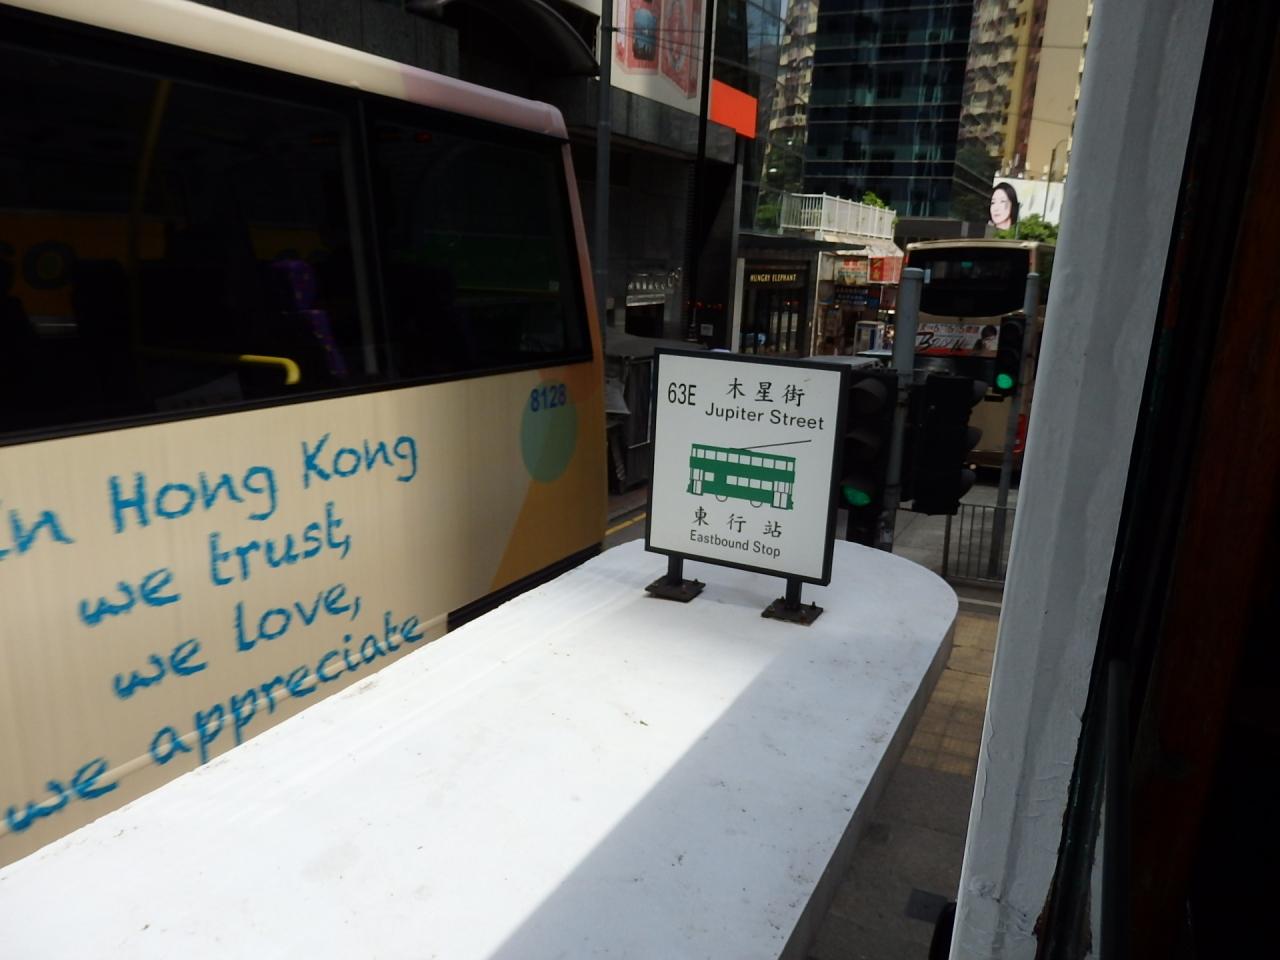 In Hong Kong
we trust,
we love,
we appreciate
8128
63E
木星街
Jupiter Street
東行站
Eastbound Stop
HUNGRY ELEPHANT